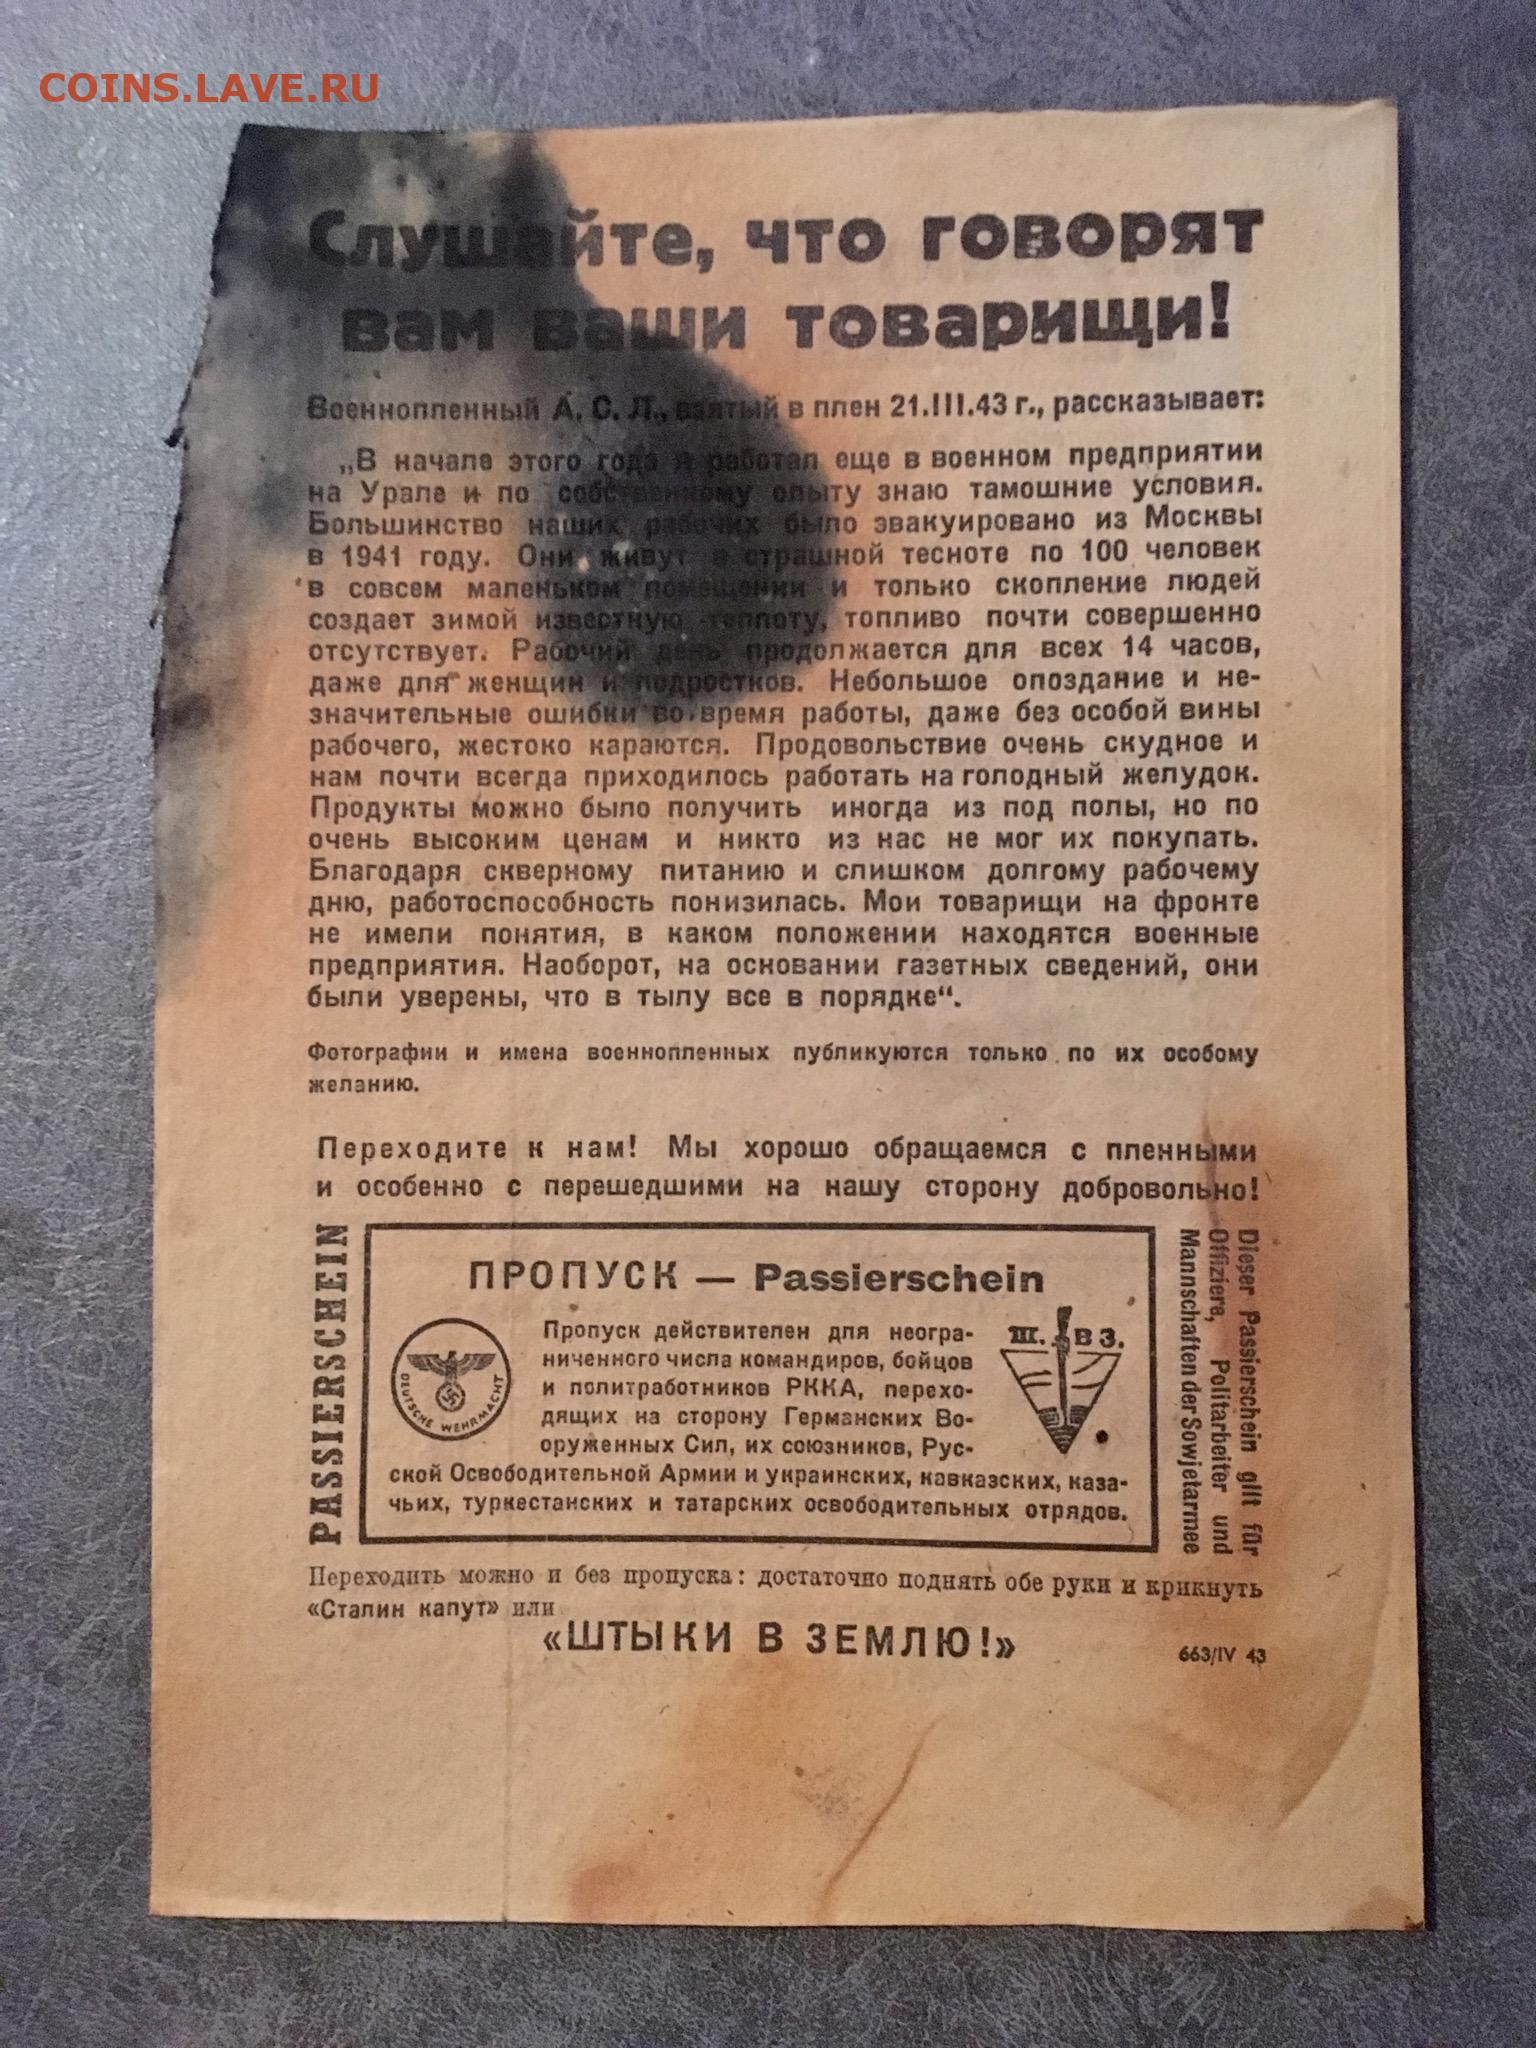 COINS.LAVE.RU
Слушайте, что говорят
вам ваши товарищи!
Военнопленный А. С. Л., взятый в плен 21.III.43 г., рассказывает:
„В начале этого года я работал еще в военном предприятии
на Урале и по собственному опыту знаю тамошние условия.
Большинство наших рабочих было эвакуировано из Москвы
в 1941 году. Они живут в страшной тесноте по 100 человек
в совсем маленьком помещении и только скопление людей
создает зимой известную теплоту, топливо почти совершенно
отсутствует. Рабочий день продолжается для всех 14 часов,
даже для женщин и подростков. Небольшое опоздание и не-
значительные ошибки во время работы, даже без особой вины
рабочего, жестоко караются. Продовольствие очень скудное и
нам почти всегда приходилось работать на голодный желудок.
Продукты можно было получить иногда из под полы, но по
очень высоким ценам и никто из нас не мог их покупать.
Благодаря скверному питанию и слишком долгому рабочему
дню, работоспособность понизилась. Мои товарищи на фронте
не имели понятия, в каком положении находятся военные
предприятия. Наоборот, на основании газетных сведений, они
были уверены, что в тылу все в порядке“.
Фотографии и имена военнопленных публикуются только по их особому
желанию.
Переходите к нам! Мы хорошо обращаемся с пленными
и особенно с перешедшими на нашу сторону добровольно!
PASSIERSCHEIN
ПРОПУСК — Passierschein
DEUTSCHE WEHRMACHT
Пропуск действителен для неогра-
ниченного числа командиров, бойцов
и политработников РККА, перехо-
дящих на сторону Германских Во-
оруженных Сил, их союзников, Рус-
ской Освободительной Армии и украинских, кавказских, каза-
чьих, туркестанских и татарских освободительных отрядов.
Ш. В З.
Dieser Passierschein gilt für
Offiziere, Politarbeiter und
Mannschaften der Sowjetarmee
Переходить можно и без пропуска: достаточно поднять обе руки и крикнуть
«Сталин капут» или
«ШТЫКИ В ЗЕМЛЮ!»
663/IV 43